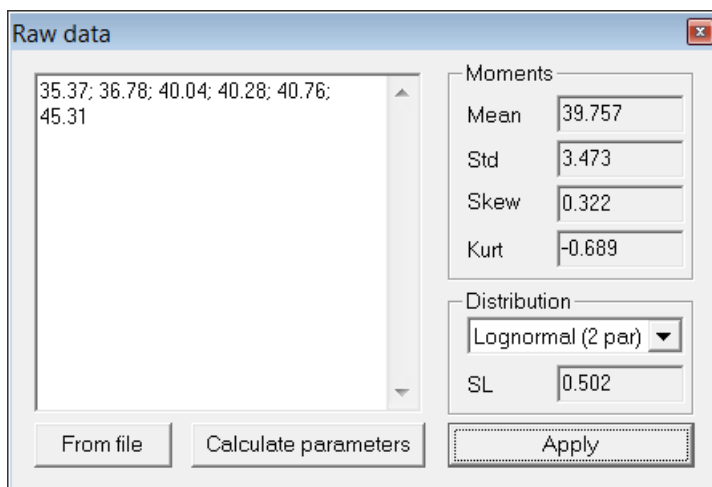 Raw data
35.37; 36.78; 40.04; 40.28; 40.76;
45.31
Moments
Mean 39.757
Std 3.473
Skew 0.322
Kurt -0.689
Distribution
Lognormal (2 par)
SL 0.502
From file
Calculate parameters
Apply